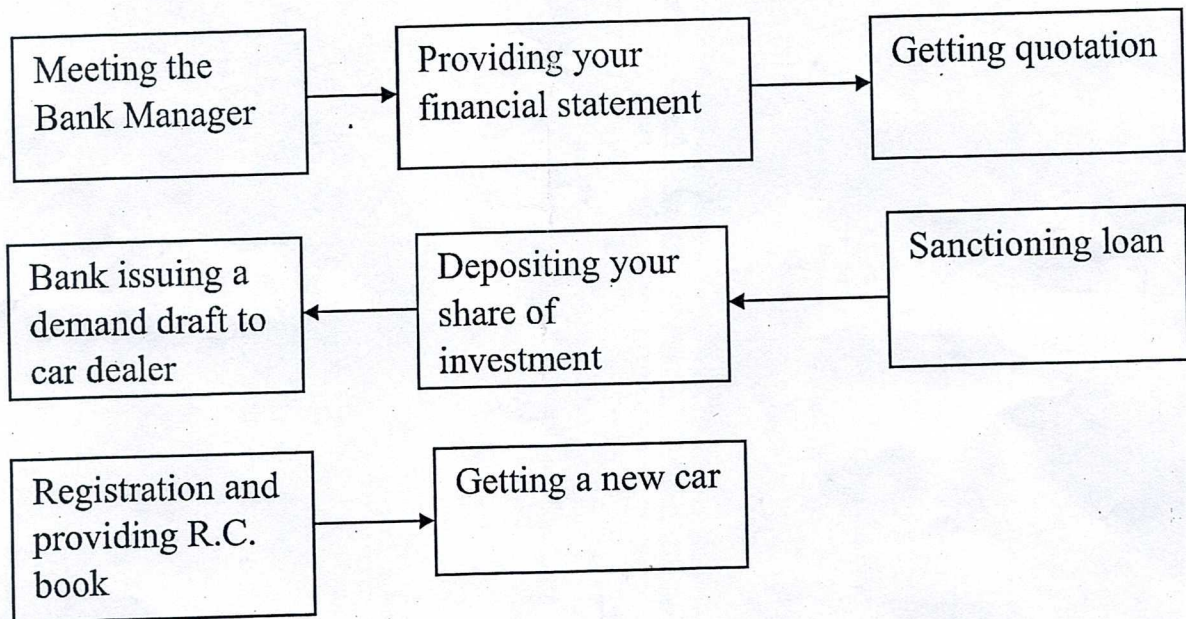 Meeting the
Bank Manager
Providing your
financial statement
Getting quotation
Sanctioning loan
Depositing your
share of
investment
Bank issuing a
demand draft to
car dealer
Registration and
providing R.C.
book
Getting a new car